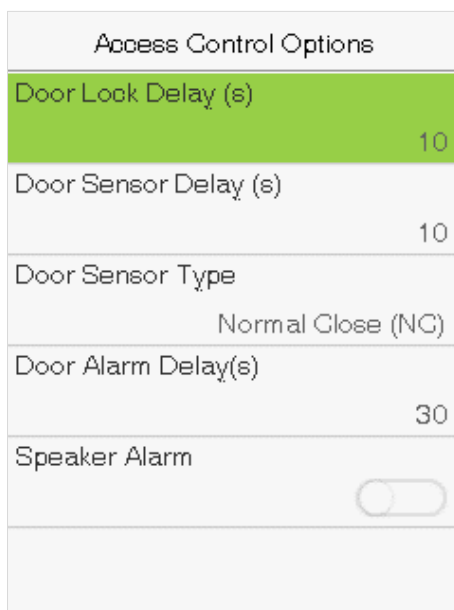 Access Control Options
Door Lock Delay (s)
10
Door Sensor Delay (s)
10
Door Sensor Type
Normal Close (NC)
Door Alarm Delay(s)
30
Speaker Alarm